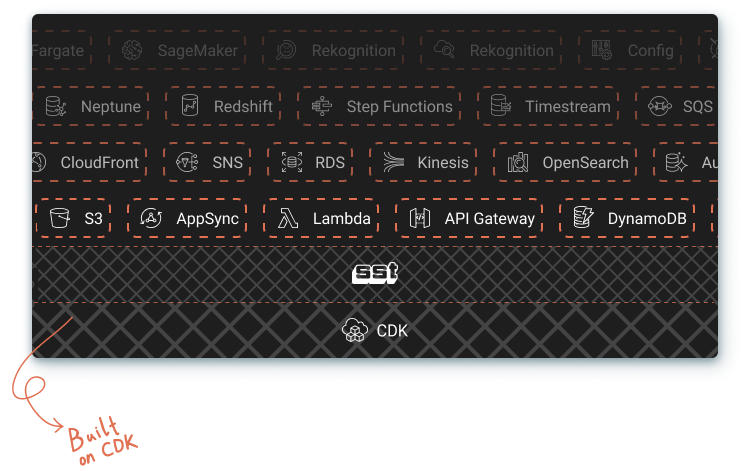 Fargate SageMaker Rekognition Rekognition Config
Neptune Redshift Step Functions Timestream SQS
CloudFront SNS RDS Kinesis OpenSearch Au
S3 AppSync Lambda API Gateway DynamoDB
sst
CDK
Built
on CDK